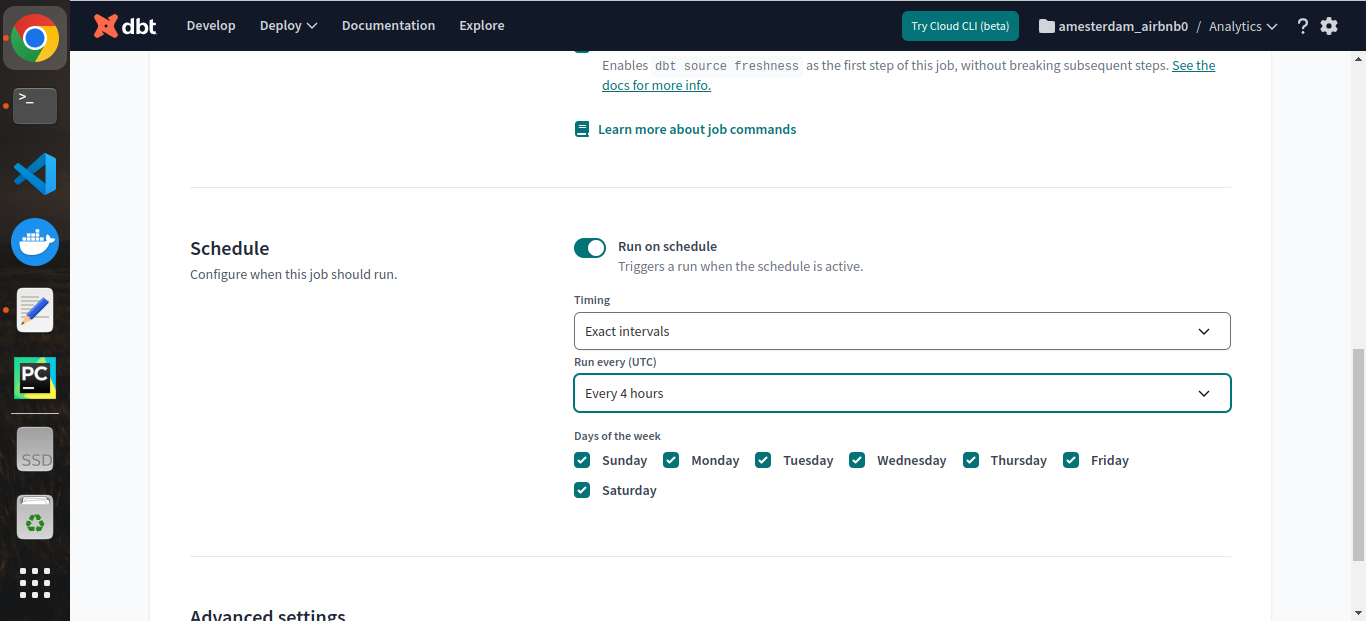 dbt Develop Deploy Documentation Explore Try Cloud CLI (beta) amesterdam_airbnb0 / Analytics ?
Enables dbt source freshness as the first step of this job, without breaking subsequent steps. See the
docs for more info.
Learn more about job commands
Schedule
Configure when this job should run.
Run on schedule
Triggers a run when the schedule is active.
Timing
Exact intervals
Run every (UTC)
Every 4 hours
Days of the week
Sunday Monday Tuesday Wednesday Thursday Friday
Saturday
Advanced settings
>_
PC
SSD